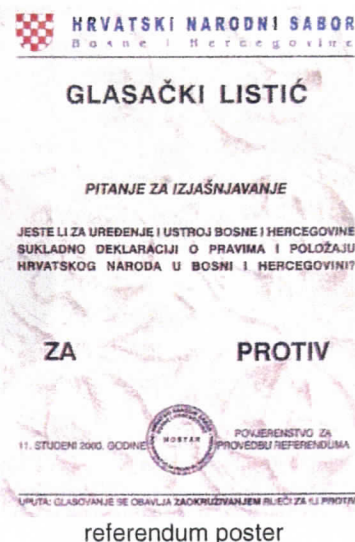 HRVATSKI NARODNI SABOR
Bosne i Hercegovine
GLASAČKI LISTIĆ
PITANJE ZA IZJAŠNJAVANJE
JESTE LI ZA UREĐENJE I USTROJ BOSNE I HERCEGOVINE
SUKLADNO DEKLARACIJI O PRAVIMA I POLOŽAJU
HRVATSKOG NARODA U BOSNI I HERCEGOVINI?
ZA PROTIV
11. STUDENI 2000. GODINE
MOSTAR
POVJERENSTVO ZA
PROVEDBU REFERENDUMA
UPUTA: GLASOVANJE SE OBAVLJA ZAOKRUŽIVANJEM RIJEČI ZA ILI PROTIV
referendum poster